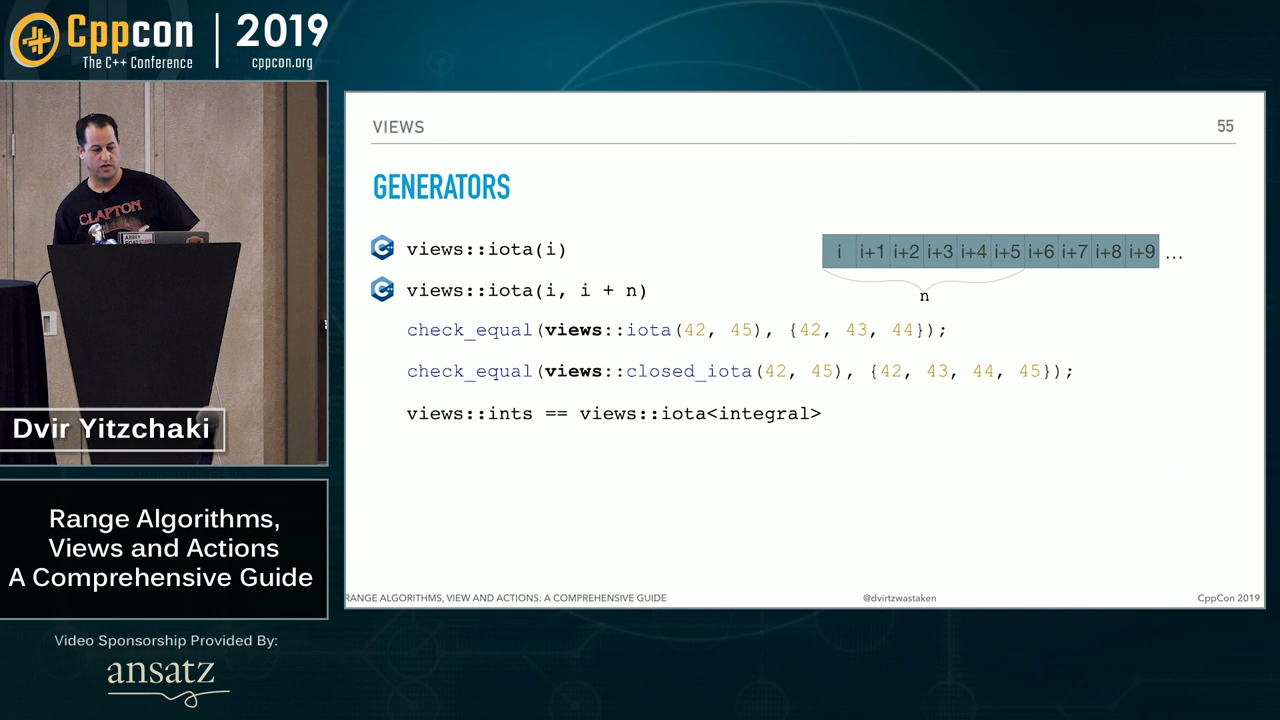 Cppcon | 2019
The C++ Conference
cppcon.org
CLAPTON
Dvir Yitzchaki
Range Algorithms,
Views and Actions
A Comprehensive Guide
Video Sponsorship Provided By:
ansatz
VIEWS
55
GENERATORS
views::iota(i)
i i+1 i+2 i+3 i+4 i+5 i+6 i+7 i+8 i+9 ...
n
views::iota(i, i + n)
check_equal(views::iota(42, 45), {42, 43, 44});
check_equal(views::closed_iota(42, 45), {42, 43, 44, 45});
views::ints == views::iota<integral>
RANGE ALGORITHMS, VIEW AND ACTIONS: A COMPREHENSIVE GUIDE
@dvirtzwastaken
CppCon 2019